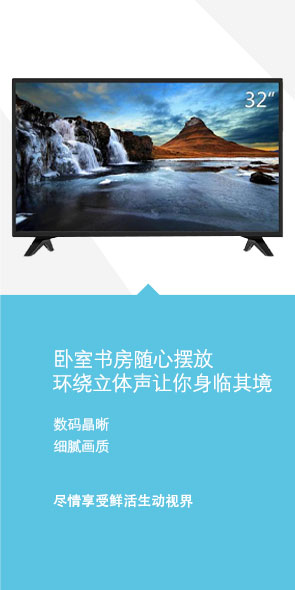 32"
卧室书房随心摆放
环绕立体声让你身临其境
数码晶晰
细腻画质
尽情享受鲜活生动视界